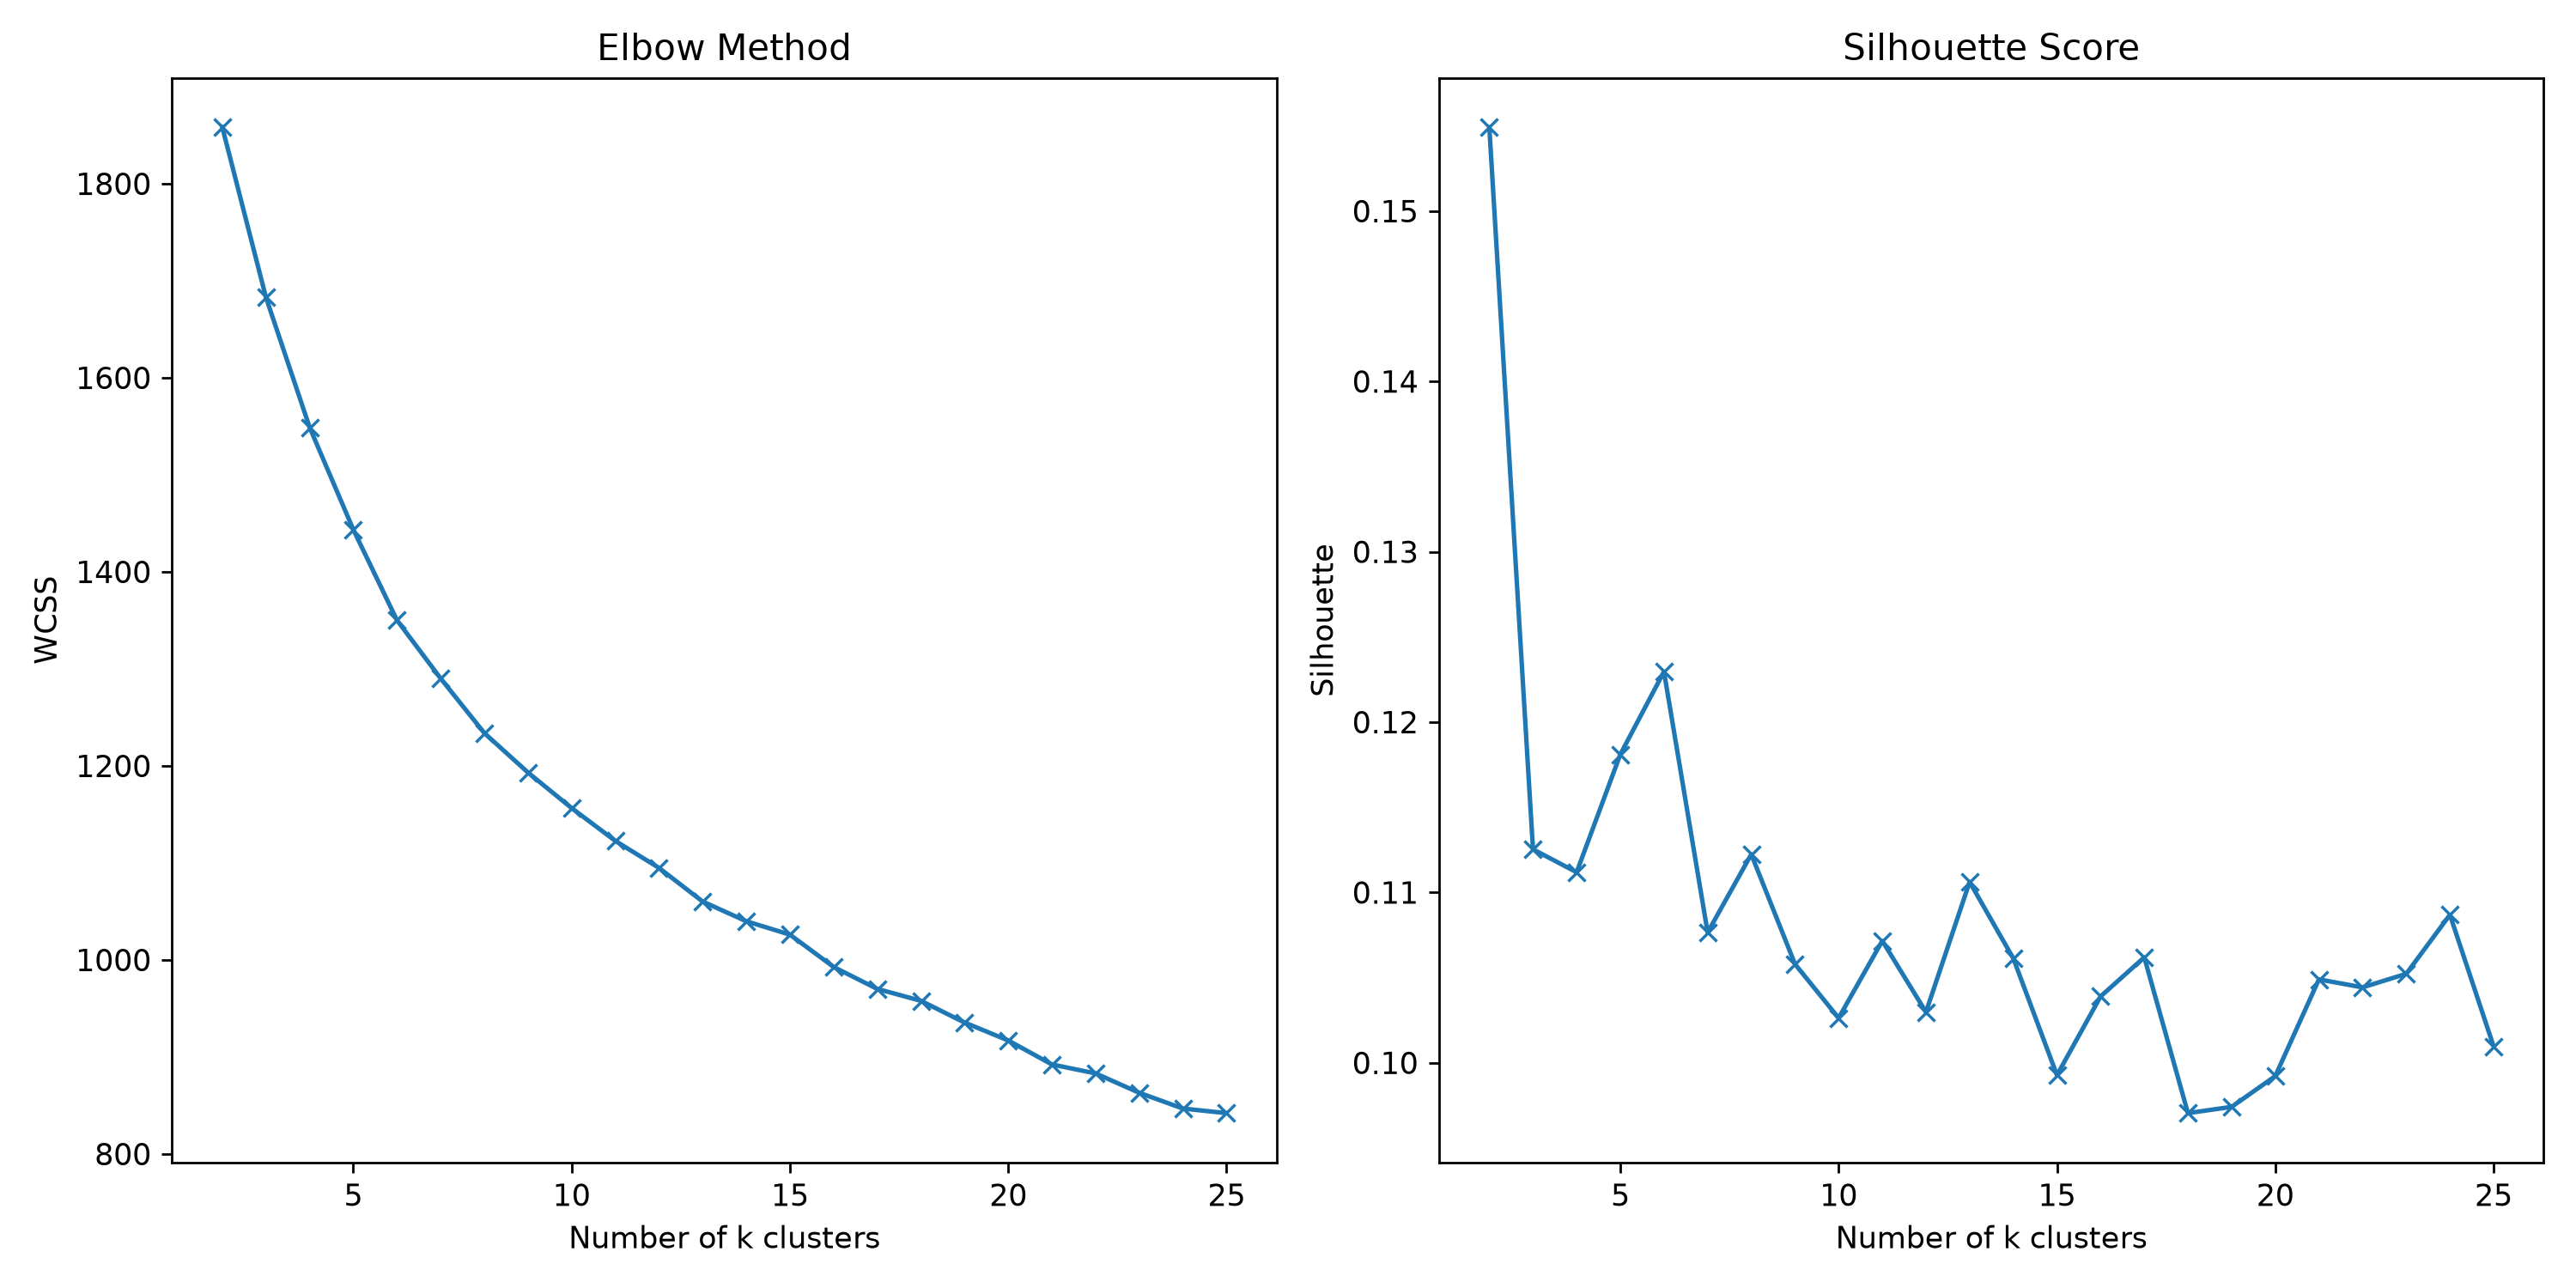 Elbow Method
WCSS
1800
1600
1400
1200
1000
800
5 10 15 20 25
Number of k clusters
Silhouette Score
Silhouette
0.15
0.14
0.13
0.12
0.11
0.10
5 10 15 20 25
Number of k clusters